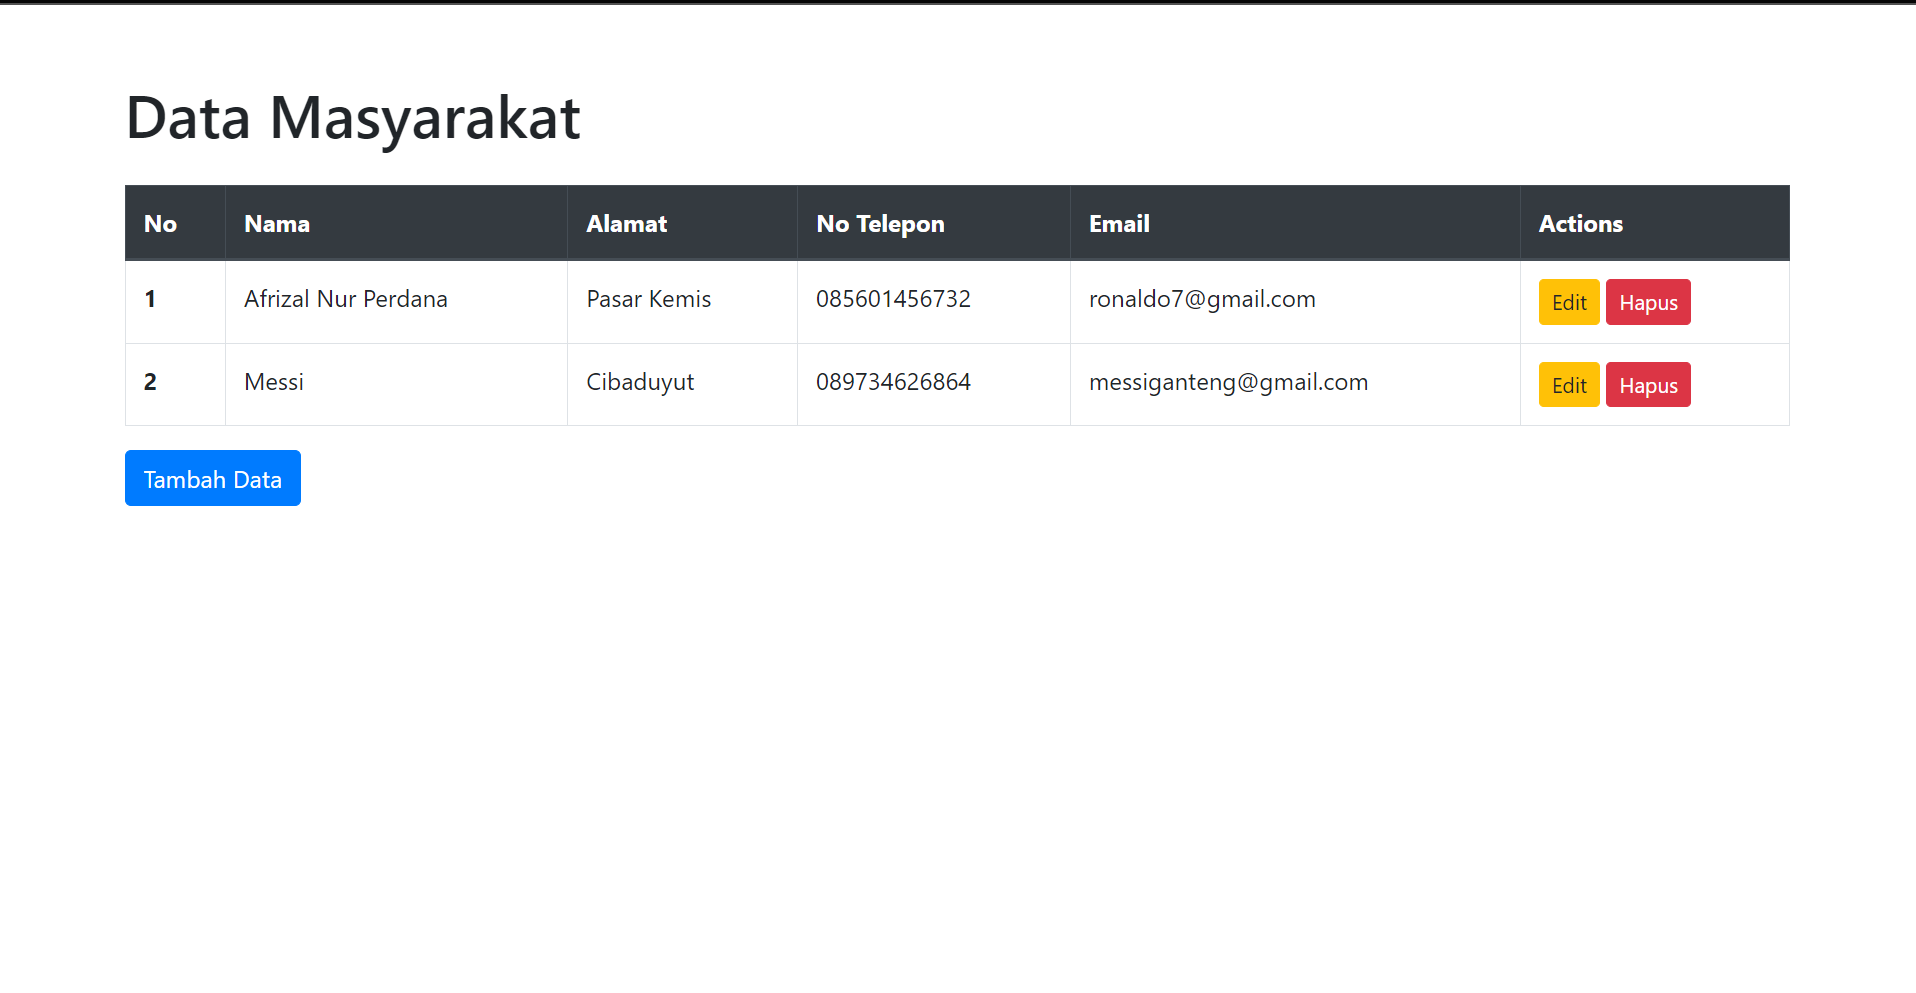 Data Masyarakat
No Nama Alamat No Telepon Email Actions
1 Afrizal Nur Perdana Pasar Kemis 085601456732 ronaldo7@gmail.com Edit Hapus
2 Messi Cibaduyut 089734626864 messiganteng@gmail.com Edit Hapus
Tambah Data